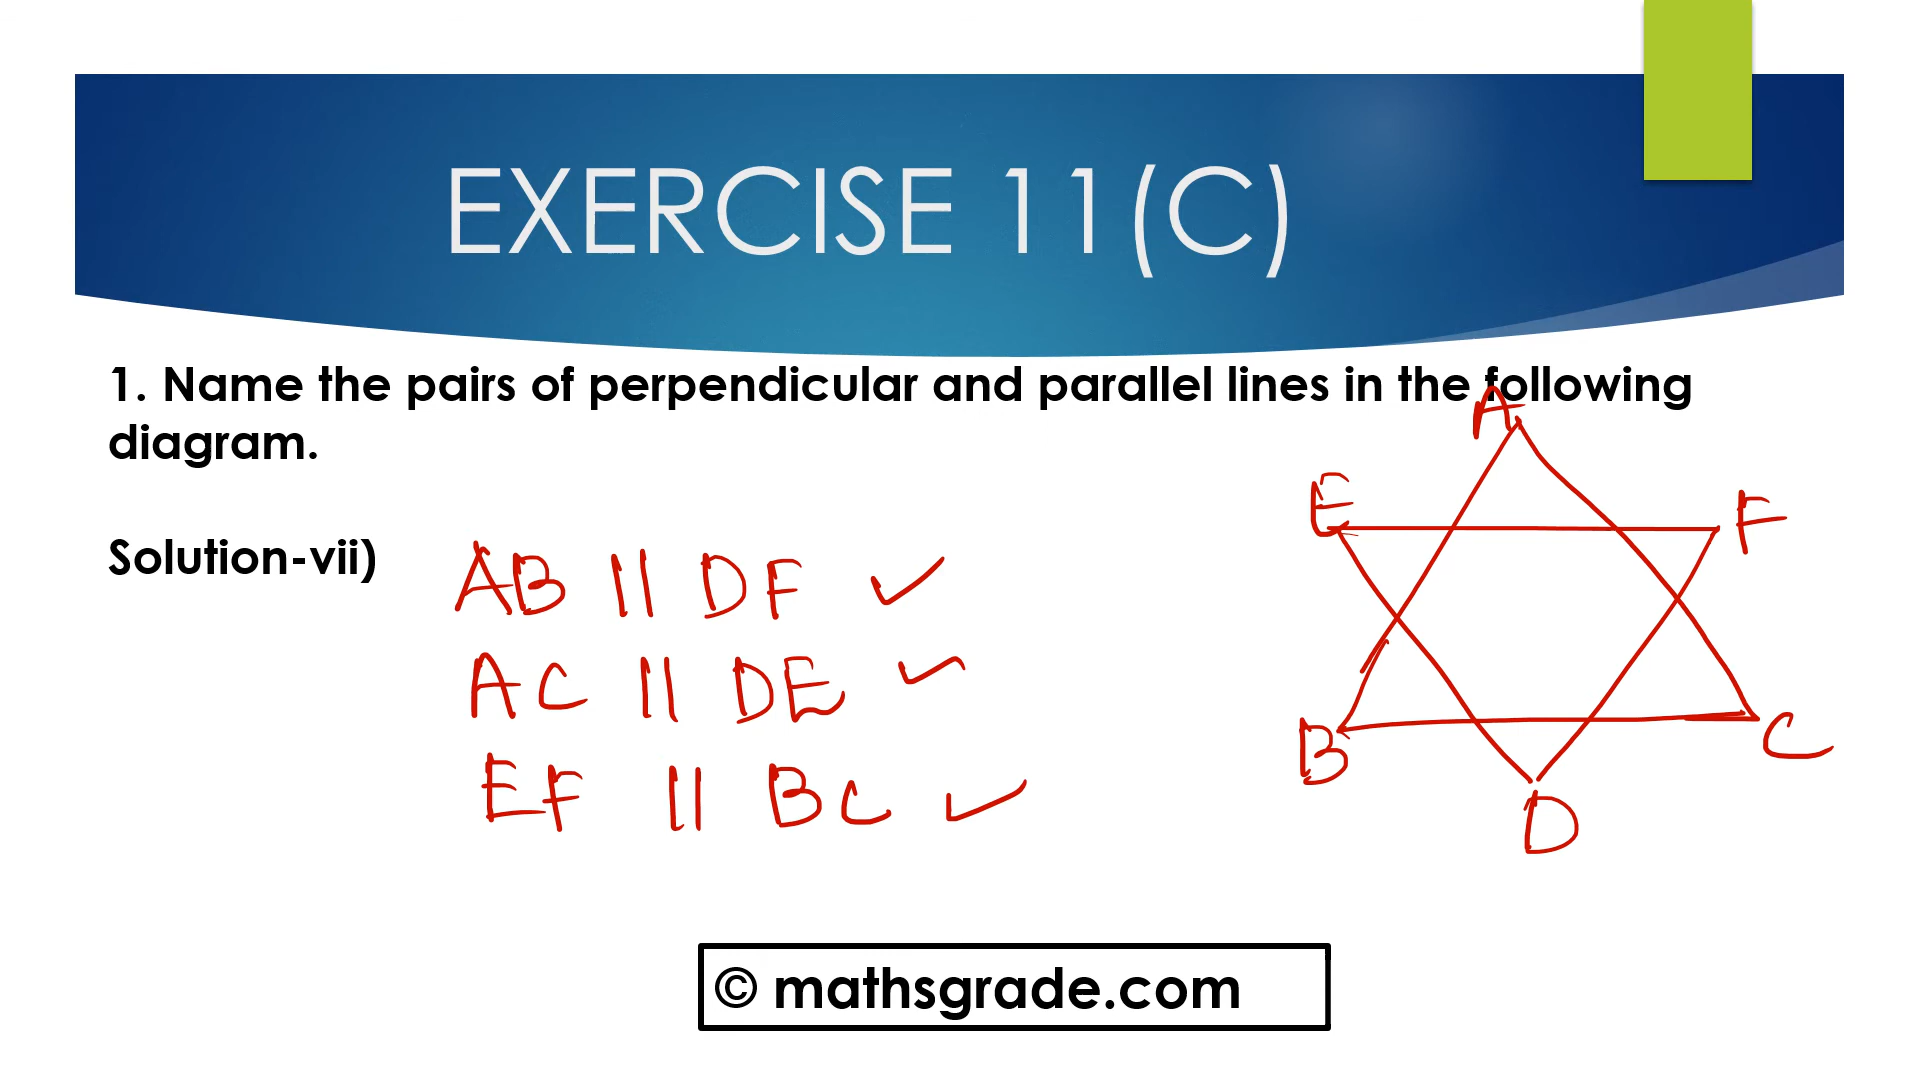 EXERCISE 11(C)
1. Name the pairs of perpendicular and parallel lines in the following
diagram.
Solution-vii)
AB || DF ✓
AC || DE ✓
EF || BC ✓
A
E
F
B
C
D
© mathsgrade.com